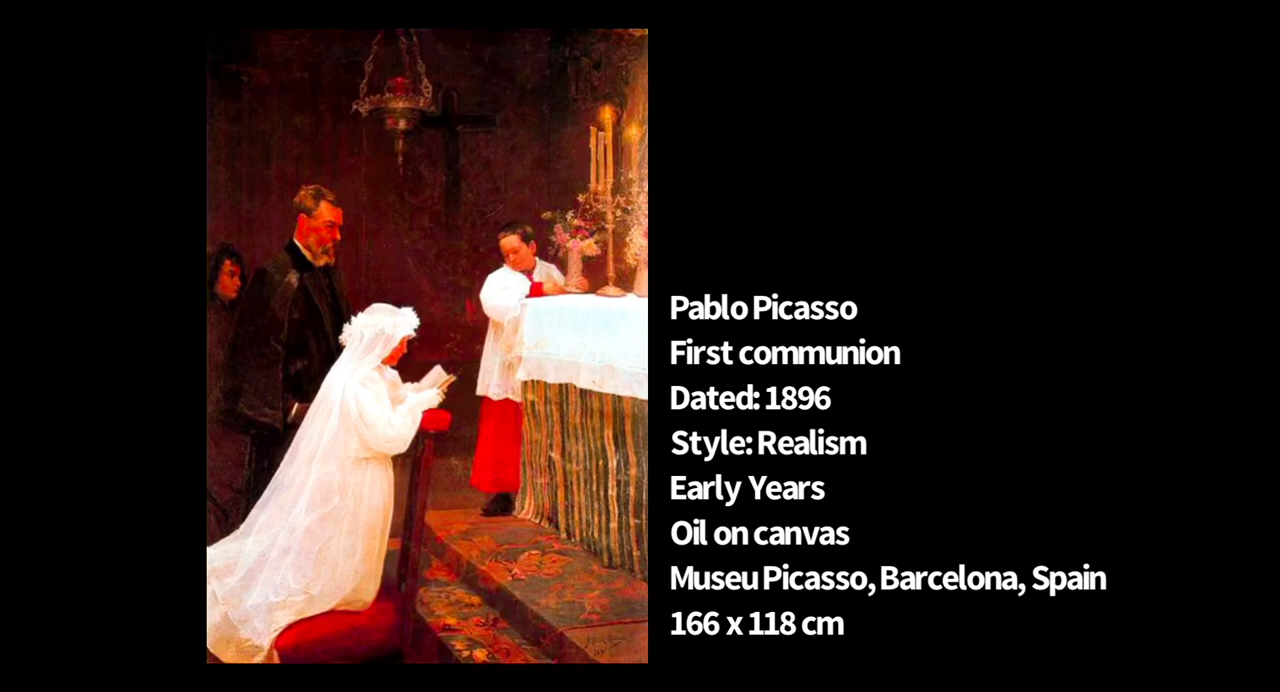 Pablo Picasso
First communion
Dated: 1896
Style: Realism
Early Years
Oil on canvas
Museu Picasso, Barcelona, Spain
166 x 118 cm